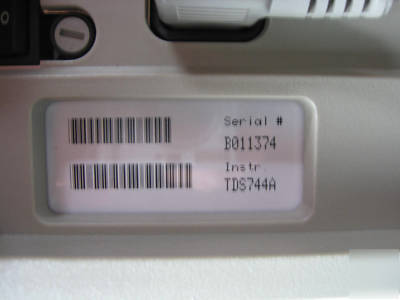 Serial #
B011374
Instr
TDS744A